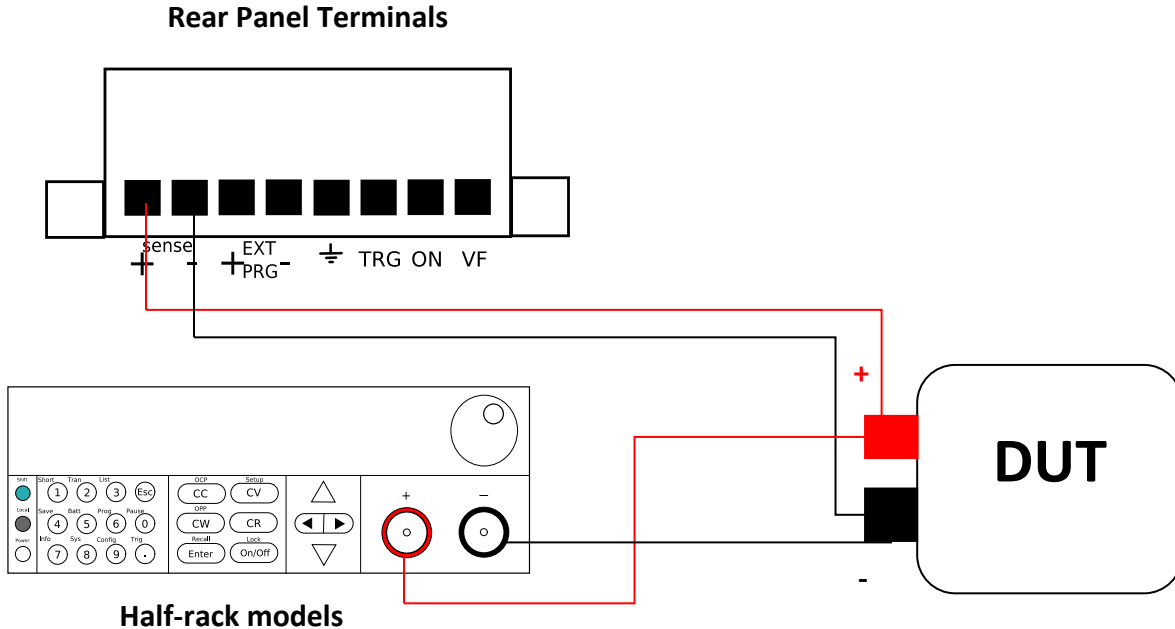 Rear Panel Terminals
sense
+ - + EXT PRG - TRG ON VF
+
DUT
-
Shift Short Tran List OCP Setup
1 2 3 Esc CC CV + −
Local Save Batt Prog Pause OPP
4 5 6 0 CW CR
Power Info Sys Config Trig Recall Lock
7 8 9 . Enter On/Off
Half-rack models